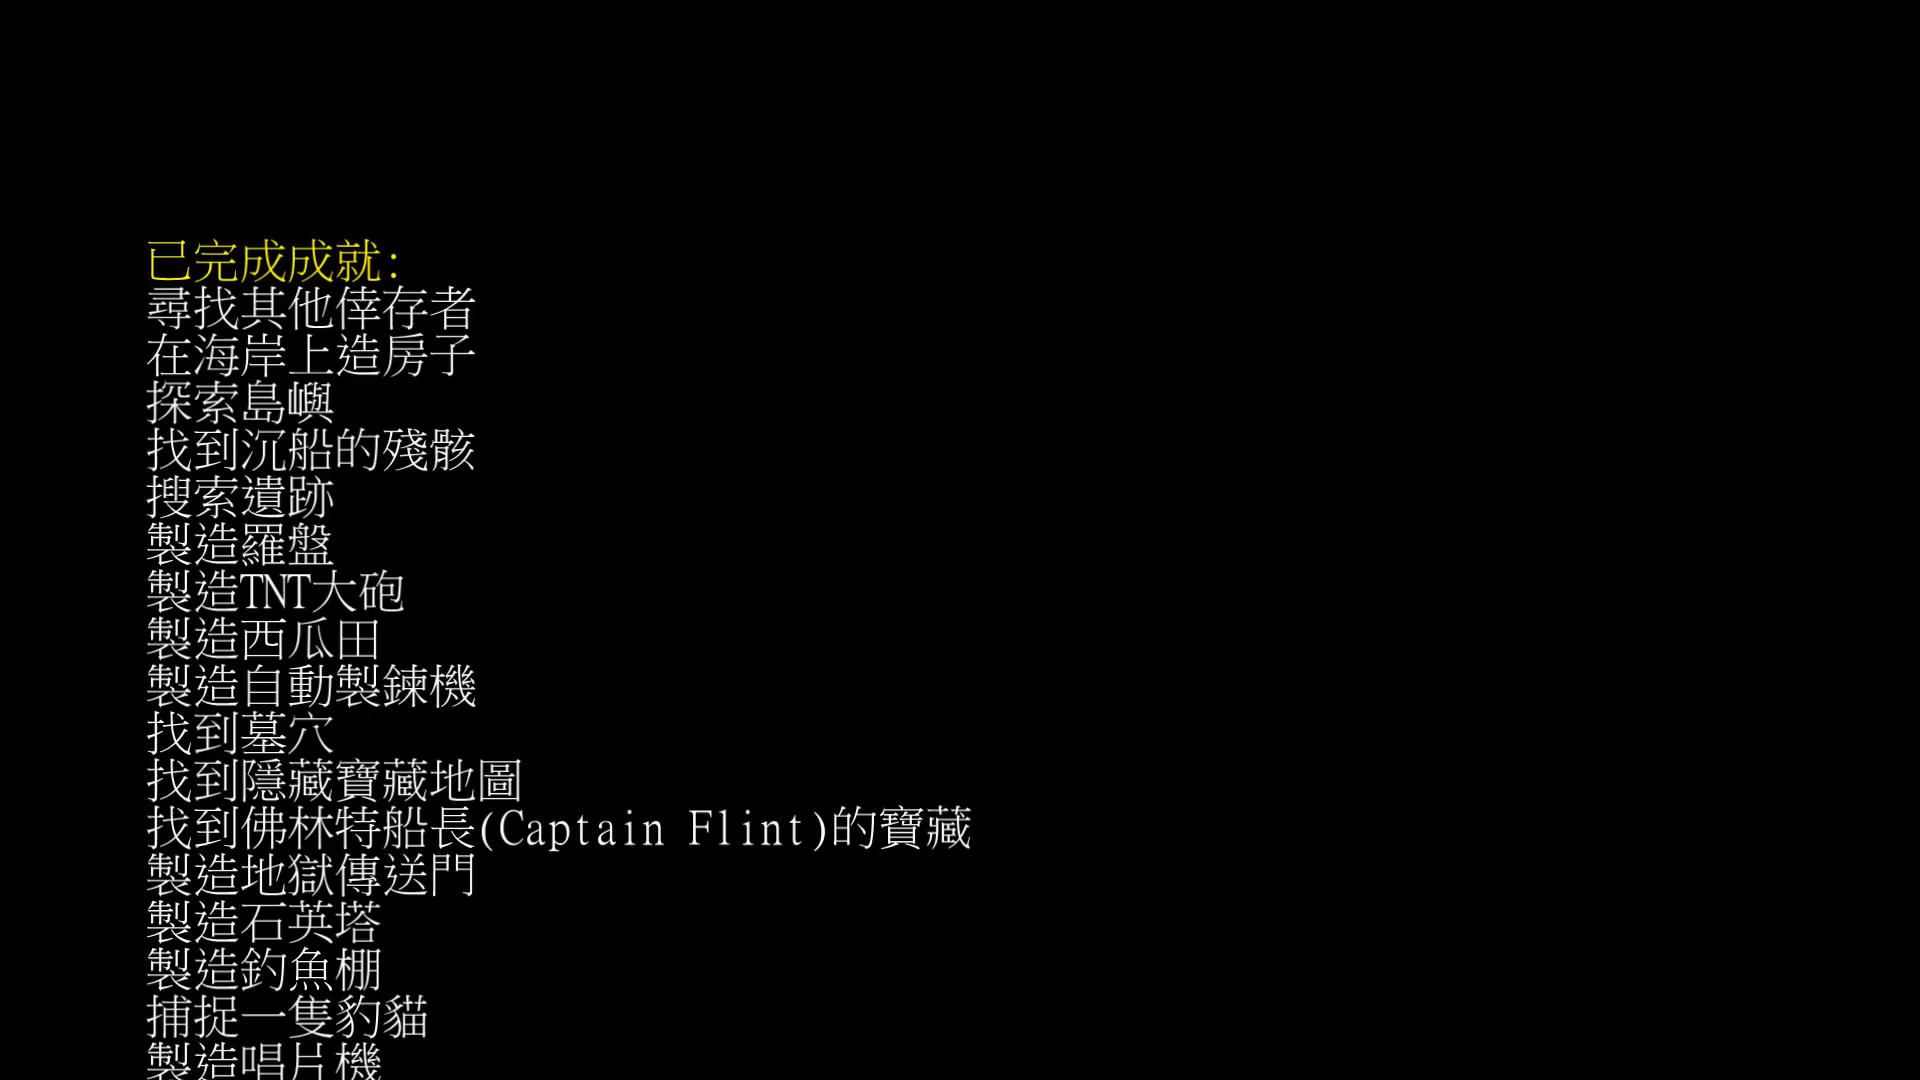 已完成成就:
尋找其他倖存者
在海岸上造房子
探索島嶼
找到沉船的殘骸
搜索遺跡
製造羅盤
製造TNT大砲
製造西瓜田
製造自動製鍊機
找到墓穴
找到隱藏寶藏地圖
找到佛林特船長(Captain Flint)的寶藏
製造地獄傳送門
製造石英塔
製造釣魚棚
捕捉一隻豹貓
製造唱片機